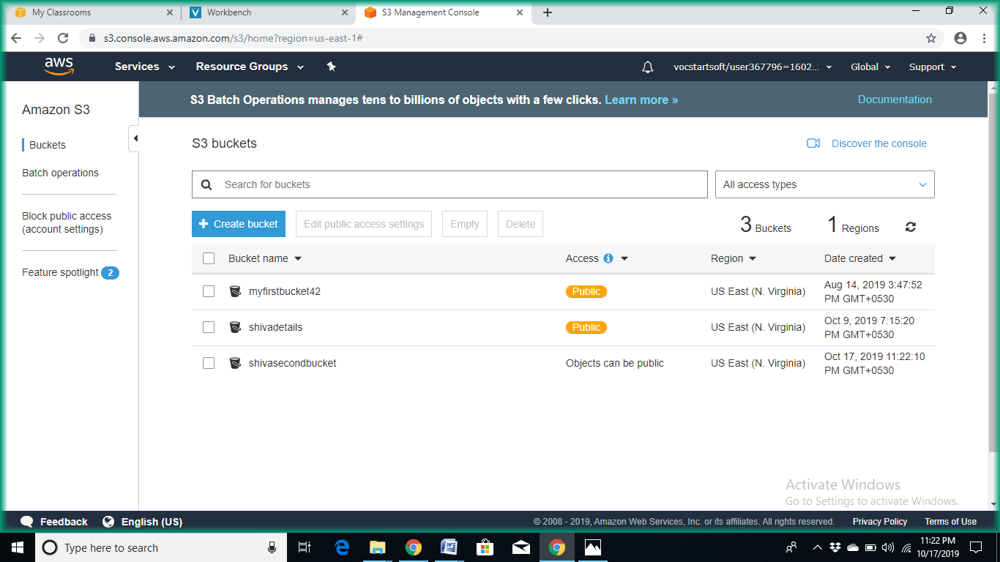 My Classrooms
Workbench
S3 Management Console
s3.console.aws.amazon.com/s3/home?region=us-east-1#
aws Services Resource Groups vocstartsoft/user367796=1602... Global Support
S3 Batch Operations manages tens to billions of objects with a few clicks. Learn more » Documentation
Amazon S3
Buckets
Batch operations
Block public access
(account settings)
Feature spotlight 2
S3 buckets Discover the console
Search for buckets All access types
+ Create bucket Edit public access settings Empty Delete 3 Buckets 1 Regions
Bucket name Access Region Date created
myfirstbucket42 Public US East (N. Virginia) Aug 14, 2019 3:47:52
PM GMT+0530
shivadetails Public US East (N. Virginia) Oct 9, 2019 7:15:20
PM GMT+0530
shivasecondbucket Objects can be public US East (N. Virginia) Oct 17, 2019 11:22:10
PM GMT+0530
Activate Windows
Go to Settings to activate Windows.
Feedback English (US) © 2008 - 2019, Amazon Web Services, Inc. or its affiliates. All rights reserved. Privacy Policy Terms of Use
Type here to search
11:22 PM
10/17/2019